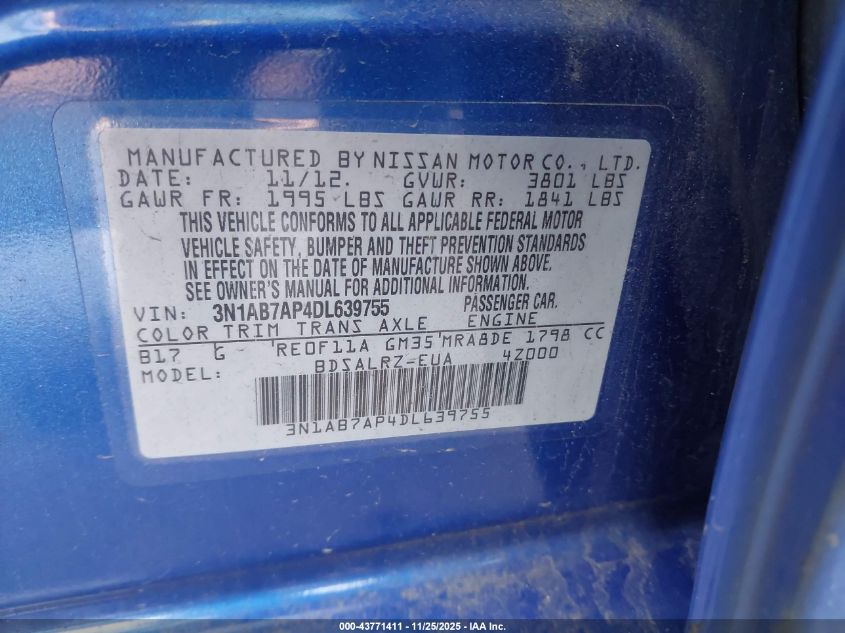 MANUFACTURED BY NISSAN MOTOR CO., LTD.
DATE: 11/12. GVWR: 3801 LBS
GAWR FR: 1995 LBS GAWR RR: 1841 LBS
THIS VEHICLE CONFORMS TO ALL APPLICABLE FEDERAL MOTOR
VEHICLE SAFETY, BUMPER AND THEFT PREVENTION STANDARDS
IN EFFECT ON THE DATE OF MANUFACTURE SHOWN ABOVE.
SEE OWNER'S MANUAL FOR ADDITIONAL INFORMATION.
VIN: 3N1AB7AP4DL639755 PASSENGER CAR.
COLOR TRIM TRANS AXLE ENGINE
B17 G RE0F11A GM35 MRA8DE 1798 CC
MODEL: BDSALRZ-EUA 4Z000
3N1AB7AP4DL639755
000-43771411 - 11/25/2025 - IAA Inc.